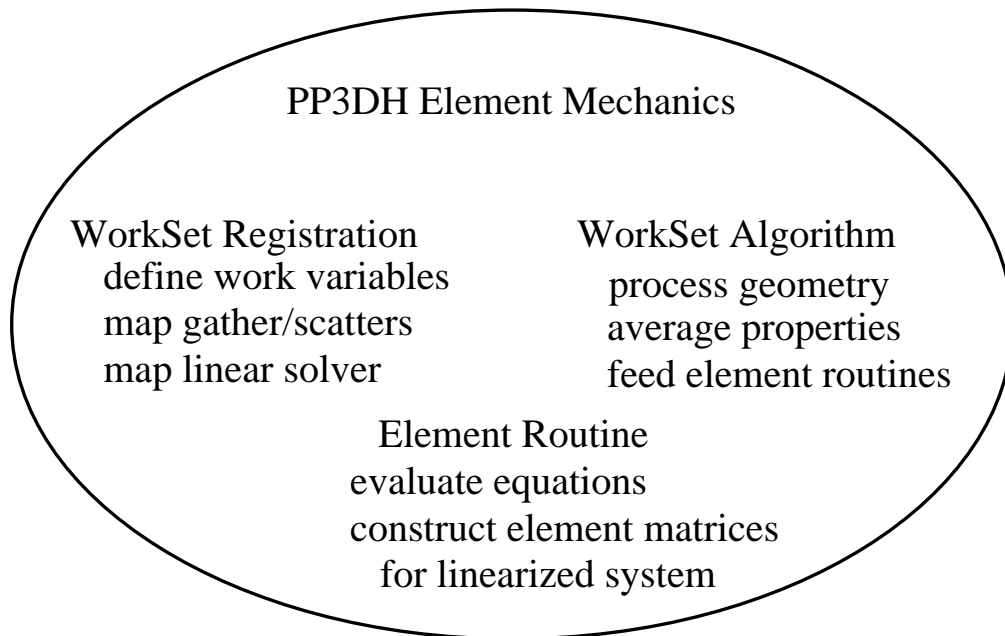 PP3DH Element Mechanics
WorkSet Registration
define work variables
map gather/scatters
map linear solver
WorkSet Algorithm
process geometry
average properties
feed element routines
Element Routine
evaluate equations
construct element matrices
for linearized system